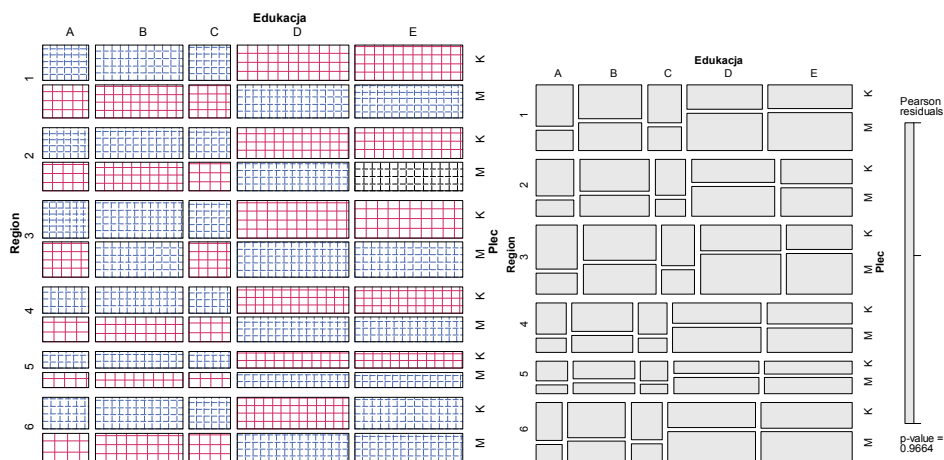 Edukacja
A B C D E
Region
1
2
3
4
5
6
K
M
K
M
K
M
K
M
K
M
K
M
Plec
Edukacja
A B C D E
Region
1
2
3
4
5
6
K
M
K
M
K
M
K
M
K
M
K
M
Plec
Pearson
residuals
p-value =
0.9664